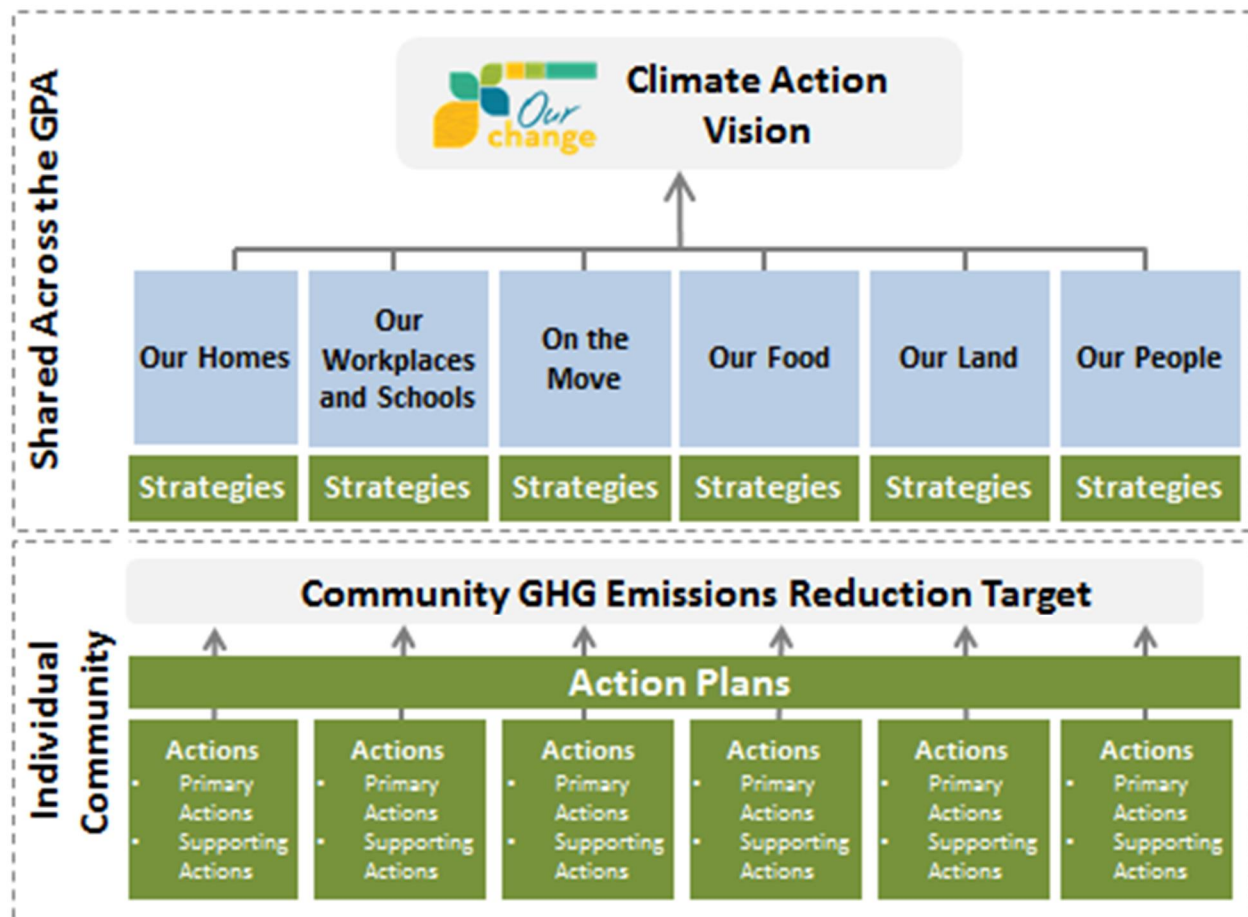 Shared Across the GPA
Our
change
Climate Action
Vision
Our Homes
Our
Workplaces
and Schools
On the
Move
Our Food
Our Land
Our People
Strategies
Strategies
Strategies
Strategies
Strategies
Strategies
Individual
Community
Community GHG Emissions Reduction Target
Action Plans
Actions
▪ Primary
Actions
▪ Supporting
Actions
Actions
▪ Primary
Actions
▪ Supporting
Actions
Actions
▪ Primary
Actions
▪ Supporting
Actions
Actions
▪ Primary
Actions
▪ Supporting
Actions
Actions
▪ Primary
Actions
▪ Supporting
Actions
Actions
▪ Primary
Actions
▪ Supporting
Actions